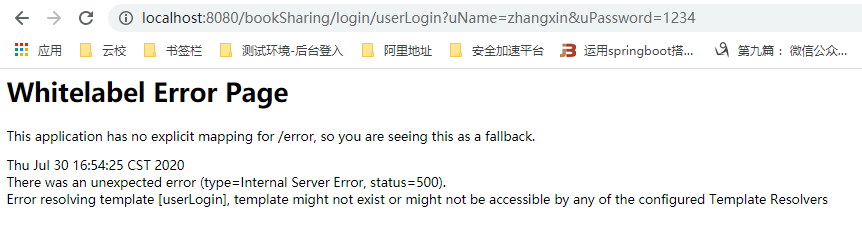 localhost:8080/bookSharing/login/userLogin?uName=zhangxin&uPassword=1234
应用 云校 书签栏 测试环境-后台登入 阿里地址 安全加速平台 运用springboot搭... 第九篇 ：微信公众...
Whitelabel Error Page
This application has no explicit mapping for /error, so you are seeing this as a fallback.
Thu Jul 30 16:54:25 CST 2020
There was an unexpected error (type=Internal Server Error, status=500).
Error resolving template [userLogin], template might not exist or might not be accessible by any of the configured Template Resolvers